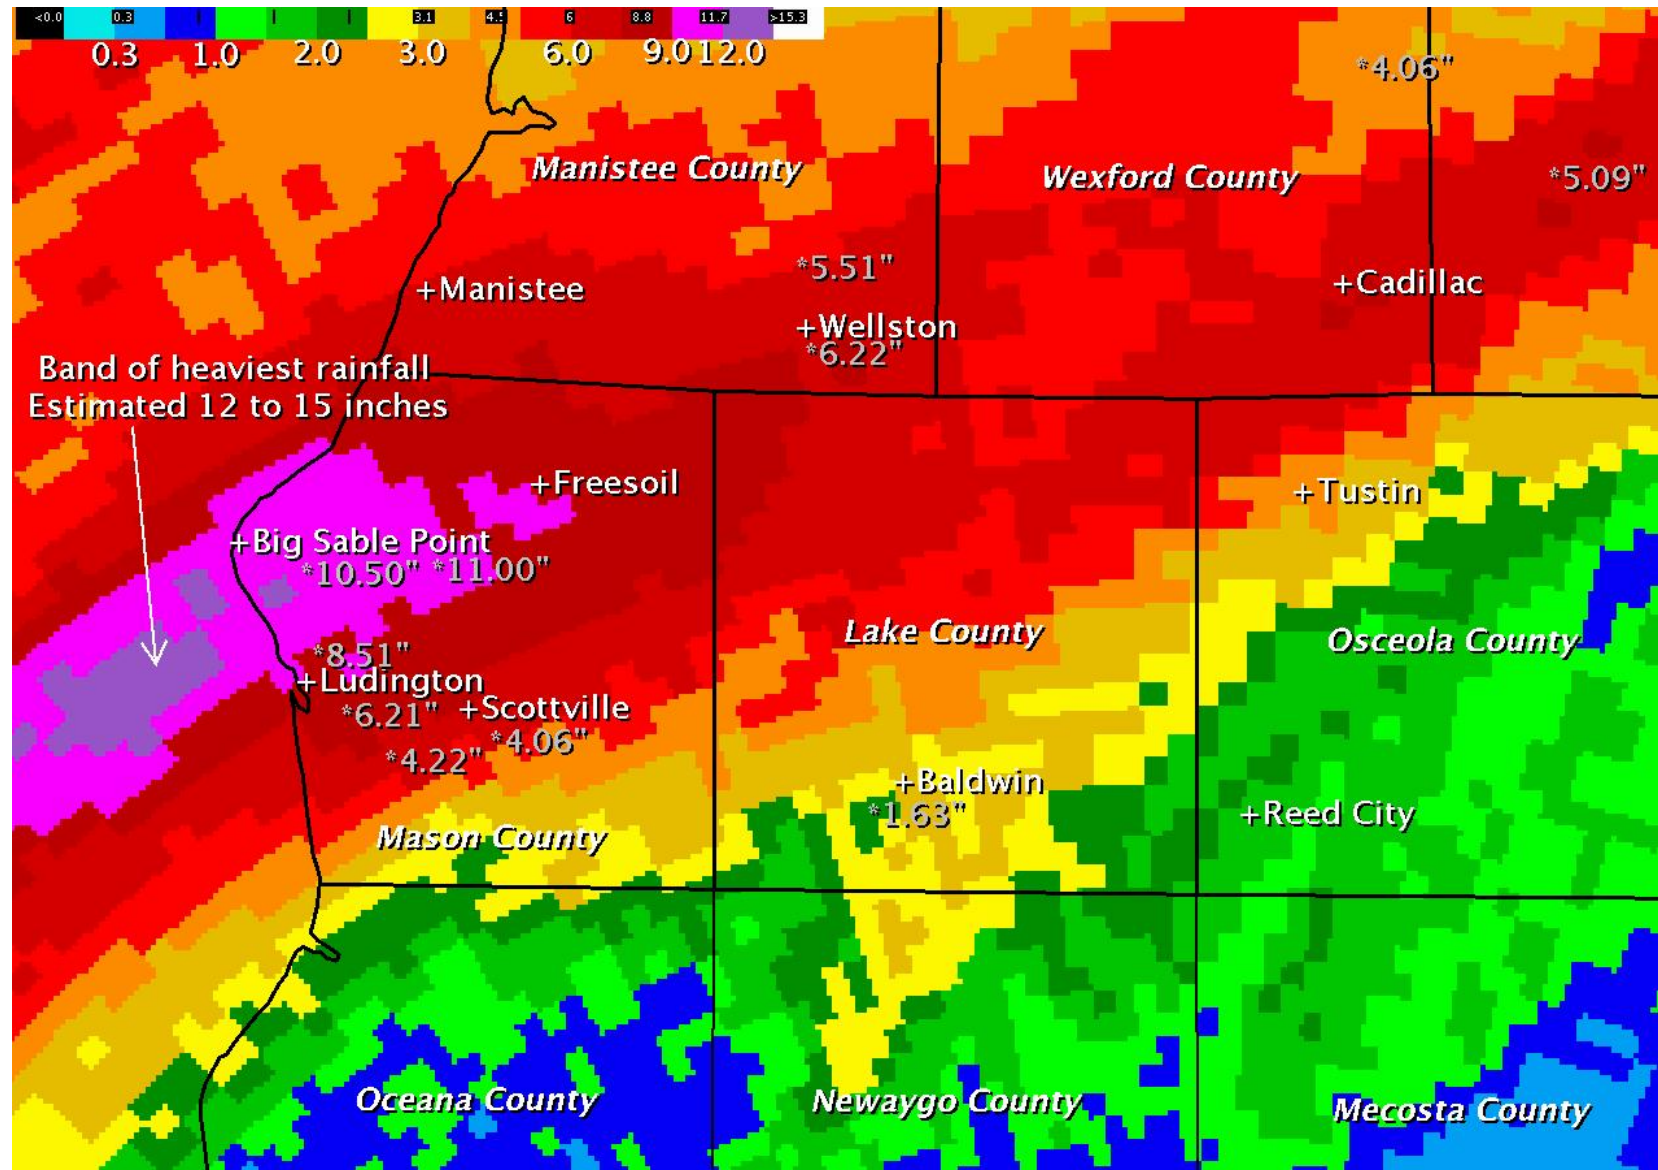 <0.0 0.3 3.1 4.5 6 8.8 11.7 >15.3
0.3 1.0 2.0 3.0 6.0 9.0 12.0
*4.06"
Manistee County
Wexford County
*5.09"
*5.51"
+Manistee
+Cadillac
+Wellston
*6.22"
Band of heaviest rainfall
Estimated 12 to 15 inches
+Freesoil
+Tustin
+Big Sable Point
*10.50" *11.00"
Lake County
Osceola County
*8.51"
+Ludington
*6.21" +Scottville
*4.06"
*4.22"
+Baldwin
*1.63"
+Reed City
Mason County
Oceana County
Newaygo County
Mecosta County